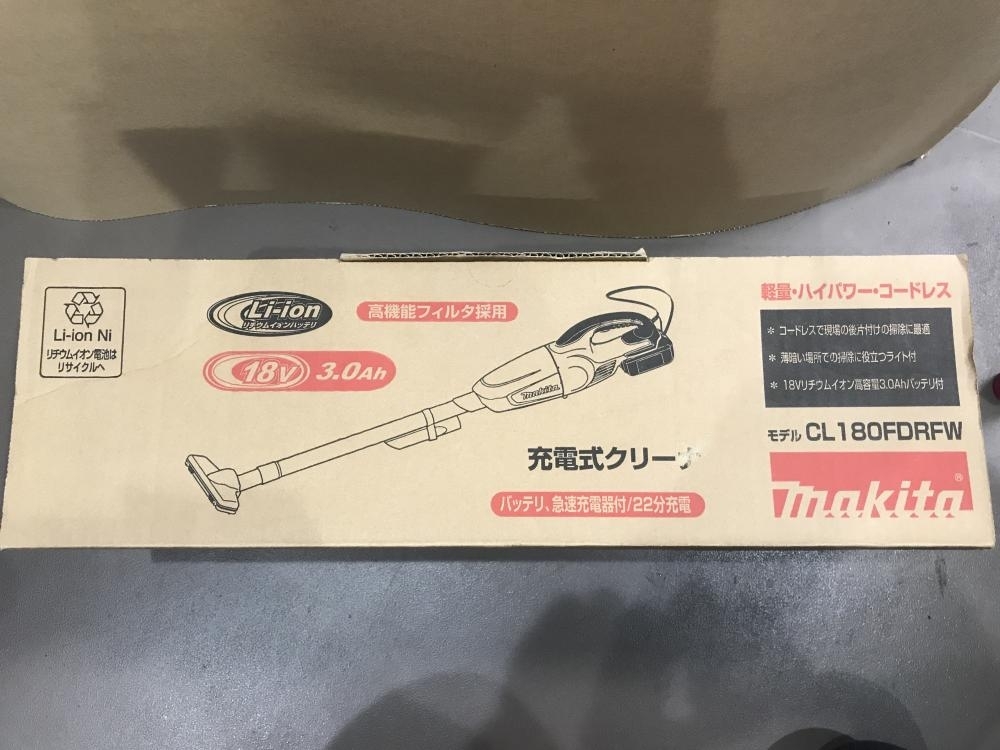 Li-ion Ni
リチウムイオン電池は
リサイクルへ
Li-ion
リチウムイオンバッテリ
18V 3.0Ah
高機能フィルタ採用
makita
充電式クリーナ
バッテリ、急速充電器付/22分充電
軽量・ハイパワー・コードレス
* コードレスで現場の後片付けの掃除に最適
* 薄暗い場所での掃除に役立つライト付
* 18Vリチウムイオン高容量3.0Ahバッテリ付
モデル CL180FDRFW
makita®